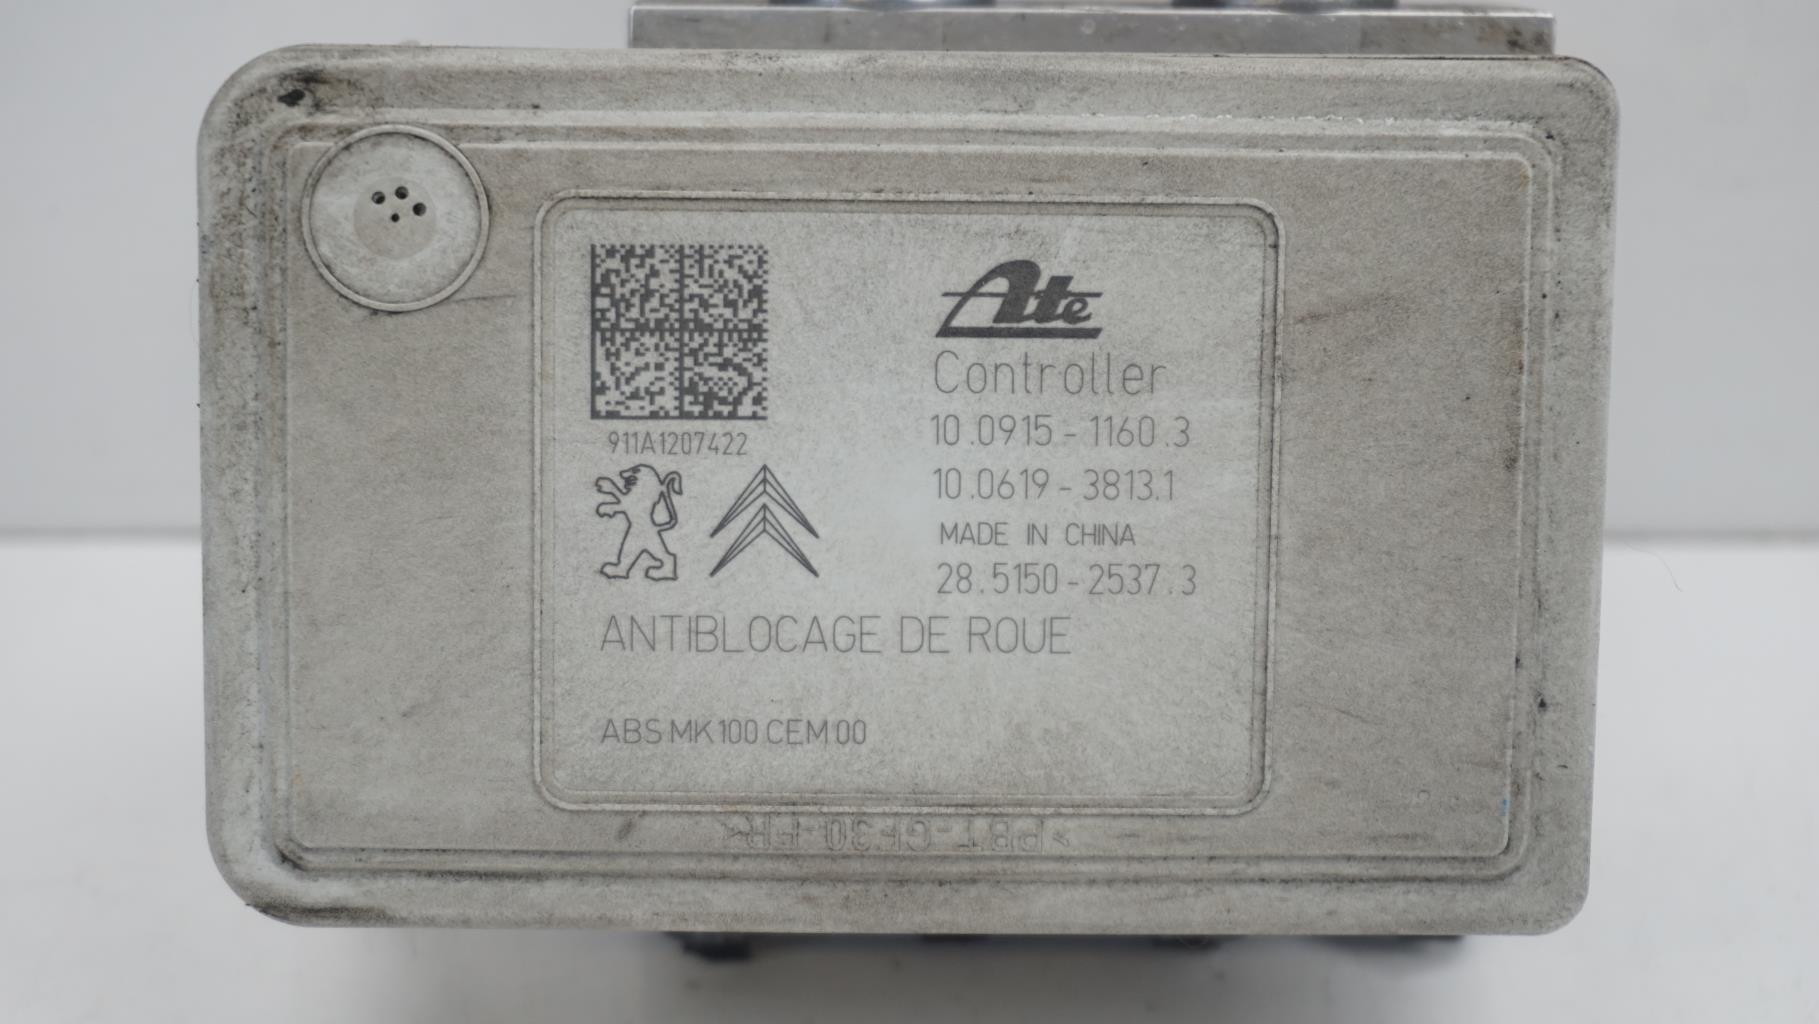 911A1207422
Ate
Controller
10.0915-1160.3
10.0619-3813.1
MADE IN CHINA
28.5150-2537.3
ANTIBLOCAGE DE ROUE
ABS MK100 CEM 00
>PBT-GF30-FR<